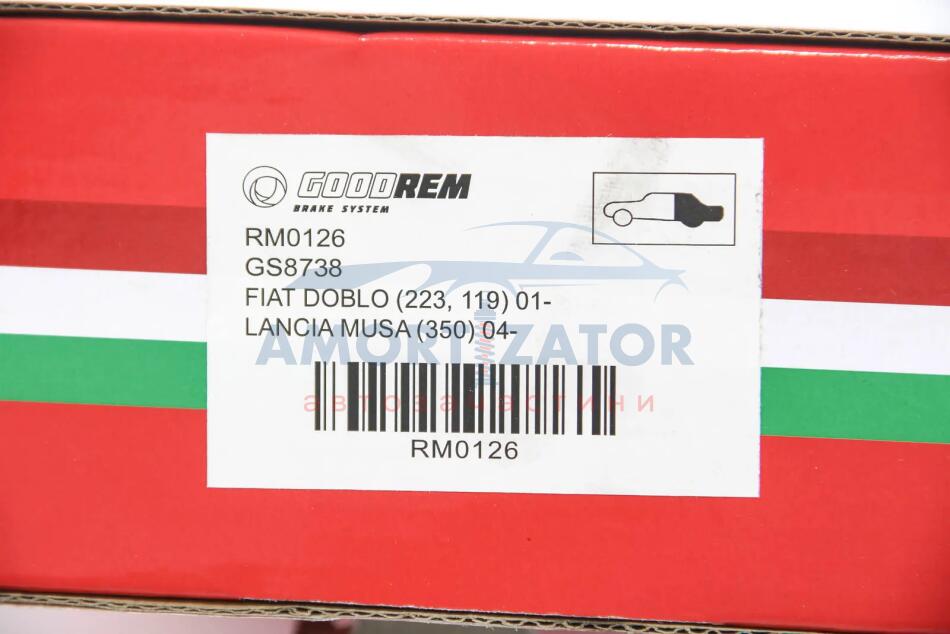 GOODREM
BRAKE SYSTEM
RM0126
GS8738
FIAT DOBLO (223, 119) 01-
LANCIA MUSA (350) 04-
AMORTIZATOR
автозапчастини
RM0126